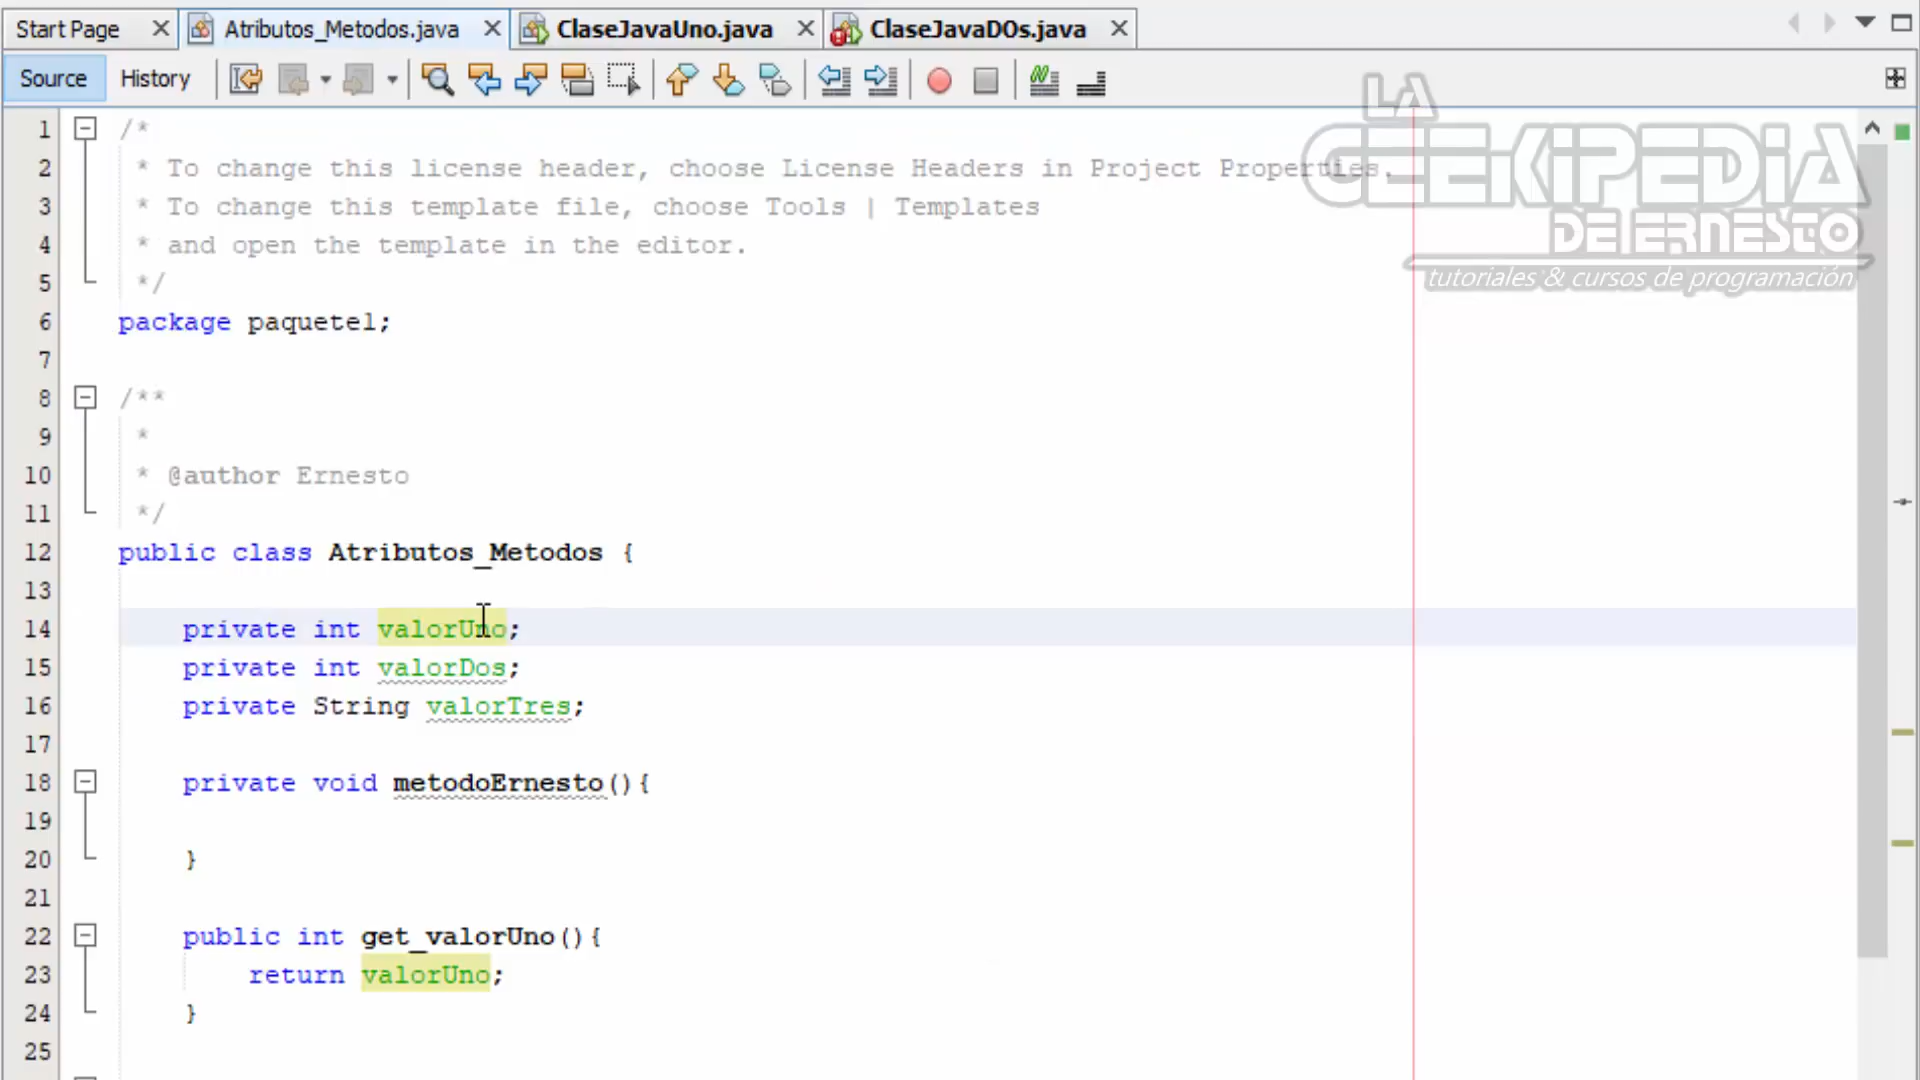 Start Page
Atributos_Metodos.java
ClaseJavaUno.java
ClaseJavaDOs.java
Source
History
LA
GEEKIPEDIA
DE ERNESTO
tutoriales & cursos de programación
1 /*
2 * To change this license header, choose License Headers in Project Properties.
3 * To change this template file, choose Tools | Templates
4 * and open the template in the editor.
5 */
6 package paquete1;
7
8 /**
9 *
10 * @author Ernesto
11 */
12 public class Atributos_Metodos {
13
14 private int valorUno;
15 private int valorDos;
16 private String valorTres;
17
18 private void metodoErnesto(){
19
20 }
21
22 public int get_valorUno(){
23 return valorUno;
24 }
25